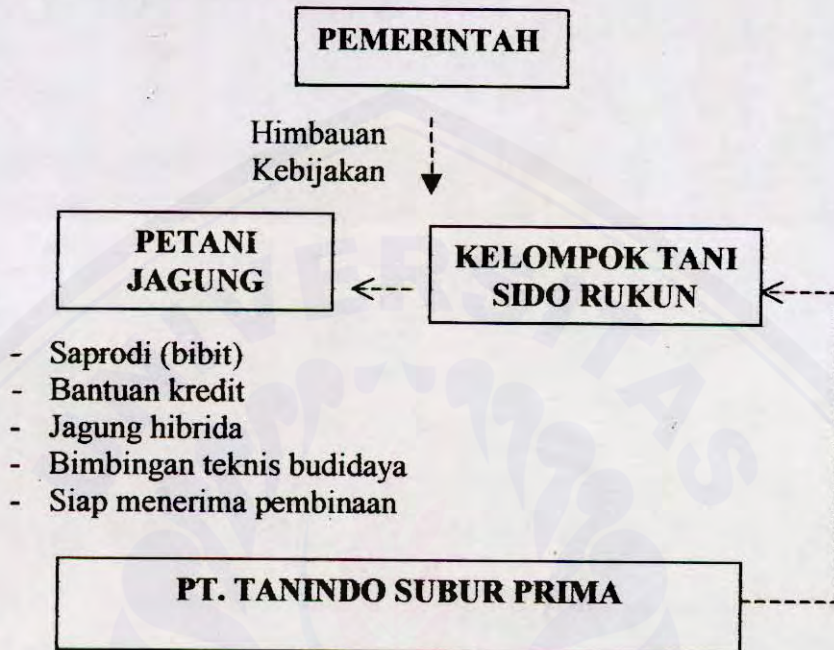 PEMERINTAH
Himbauan
Kebijakan
PETANI
JAGUNG
KELOMPOK TANI
SIDO RUKUN
- Saprodi (bibit)
- Bantuan kredit
- Jagung hibrida
- Bimbingan teknis budidaya
- Siap menerima pembinaan
PT. TANINDO SUBUR PRIMA